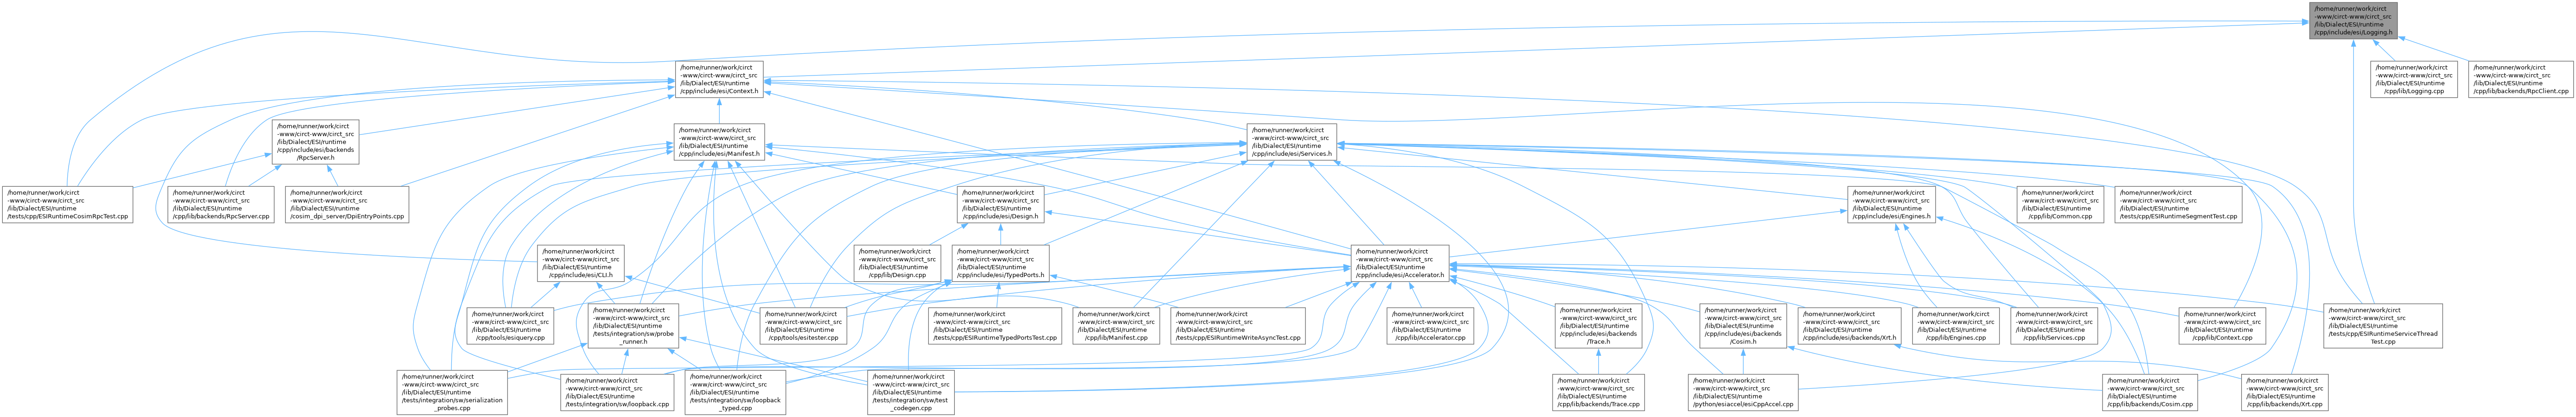 /home/runner/work/circt
-www/circt-www/circt_src
/lib/Dialect/ESI/runtime
/cpp/include/esi/Logging.h
/home/runner/work/circt
-www/circt-www/circt_src
/lib/Dialect/ESI/runtime
/cpp/include/esi/Context.h
/home/runner/work/circt
-www/circt-www/circt_src
/lib/Dialect/ESI/runtime
/cpp/lib/Logging.cpp
/home/runner/work/circt
-www/circt-www/circt_src
/lib/Dialect/ESI/runtime
/cpp/lib/backends/RpcClient.cpp
/home/runner/work/circt
-www/circt-www/circt_src
/lib/Dialect/ESI/runtime
/cpp/include/esi/backends
/RpcServer.h
/home/runner/work/circt
-www/circt-www/circt_src
/lib/Dialect/ESI/runtime
/cpp/include/esi/Manifest.h
/home/runner/work/circt
-www/circt-www/circt_src
/lib/Dialect/ESI/runtime
/cpp/include/esi/Services.h
/home/runner/work/circt
-www/circt-www/circt_src
/lib/Dialect/ESI/runtime
/tests/cpp/ESIRuntimeCosimRpcTest.cpp
/home/runner/work/circt
-www/circt-www/circt_src
/lib/Dialect/ESI/runtime
/cpp/lib/backends/RpcServer.cpp
/home/runner/work/circt
-www/circt-www/circt_src
/lib/Dialect/ESI/runtime
/cosim_dpi_server/DpiEntryPoints.cpp
/home/runner/work/circt
-www/circt-www/circt_src
/lib/Dialect/ESI/runtime
/cpp/include/esi/Design.h
/home/runner/work/circt
-www/circt-www/circt_src
/lib/Dialect/ESI/runtime
/cpp/include/esi/Engines.h
/home/runner/work/circt
-www/circt-www/circt_src
/lib/Dialect/ESI/runtime
/cpp/lib/Common.cpp
/home/runner/work/circt
-www/circt-www/circt_src
/lib/Dialect/ESI/runtime
/tests/cpp/ESIRuntimeSegmentTest.cpp
/home/runner/work/circt
-www/circt-www/circt_src
/lib/Dialect/ESI/runtime
/cpp/include/esi/CLI.h
/home/runner/work/circt
-www/circt-www/circt_src
/lib/Dialect/ESI/runtime
/cpp/lib/Design.cpp
/home/runner/work/circt
-www/circt-www/circt_src
/lib/Dialect/ESI/runtime
/cpp/include/esi/TypedPorts.h
/home/runner/work/circt
-www/circt-www/circt_src
/lib/Dialect/ESI/runtime
/cpp/include/esi/Accelerator.h
/home/runner/work/circt
-www/circt-www/circt_src
/lib/Dialect/ESI/runtime
/cpp/tools/esiquery.cpp
/home/runner/work/circt
-www/circt-www/circt_src
/lib/Dialect/ESI/runtime
/tests/integration/sw/probe
_runner.h
/home/runner/work/circt
-www/circt-www/circt_src
/lib/Dialect/ESI/runtime
/cpp/tools/esitester.cpp
/home/runner/work/circt
-www/circt-www/circt_src
/lib/Dialect/ESI/runtime
/tests/cpp/ESIRuntimeTypedPortsTest.cpp
/home/runner/work/circt
-www/circt-www/circt_src
/lib/Dialect/ESI/runtime
/cpp/lib/Manifest.cpp
/home/runner/work/circt
-www/circt-www/circt_src
/lib/Dialect/ESI/runtime
/tests/cpp/ESIRuntimeWriteAsyncTest.cpp
/home/runner/work/circt
-www/circt-www/circt_src
/lib/Dialect/ESI/runtime
/cpp/lib/Accelerator.cpp
/home/runner/work/circt
-www/circt-www/circt_src
/lib/Dialect/ESI/runtime
/cpp/include/esi/backends
/Trace.h
/home/runner/work/circt
-www/circt-www/circt_src
/lib/Dialect/ESI/runtime
/cpp/include/esi/backends
/Cosim.h
/home/runner/work/circt
-www/circt-www/circt_src
/lib/Dialect/ESI/runtime
/cpp/include/esi/backends/Xrt.h
/home/runner/work/circt
-www/circt-www/circt_src
/lib/Dialect/ESI/runtime
/cpp/lib/Engines.cpp
/home/runner/work/circt
-www/circt-www/circt_src
/lib/Dialect/ESI/runtime
/cpp/lib/Services.cpp
/home/runner/work/circt
-www/circt-www/circt_src
/lib/Dialect/ESI/runtime
/cpp/lib/Context.cpp
/home/runner/work/circt
-www/circt-www/circt_src
/lib/Dialect/ESI/runtime
/tests/cpp/ESIRuntimeServiceThread
Test.cpp
/home/runner/work/circt
-www/circt-www/circt_src
/lib/Dialect/ESI/runtime
/tests/integration/sw/serialization
_probes.cpp
/home/runner/work/circt
-www/circt-www/circt_src
/lib/Dialect/ESI/runtime
/tests/integration/sw/loopback.cpp
/home/runner/work/circt
-www/circt-www/circt_src
/lib/Dialect/ESI/runtime
/tests/integration/sw/loopback
_typed.cpp
/home/runner/work/circt
-www/circt-www/circt_src
/lib/Dialect/ESI/runtime
/tests/integration/sw/test
_codegen.cpp
/home/runner/work/circt
-www/circt-www/circt_src
/lib/Dialect/ESI/runtime
/cpp/lib/backends/Trace.cpp
/home/runner/work/circt
-www/circt-www/circt_src
/lib/Dialect/ESI/runtime
/python/esiaccel/esiCppAccel.cpp
/home/runner/work/circt
-www/circt-www/circt_src
/lib/Dialect/ESI/runtime
/cpp/lib/backends/Cosim.cpp
/home/runner/work/circt
-www/circt-www/circt_src
/lib/Dialect/ESI/runtime
/cpp/lib/backends/Xrt.cpp